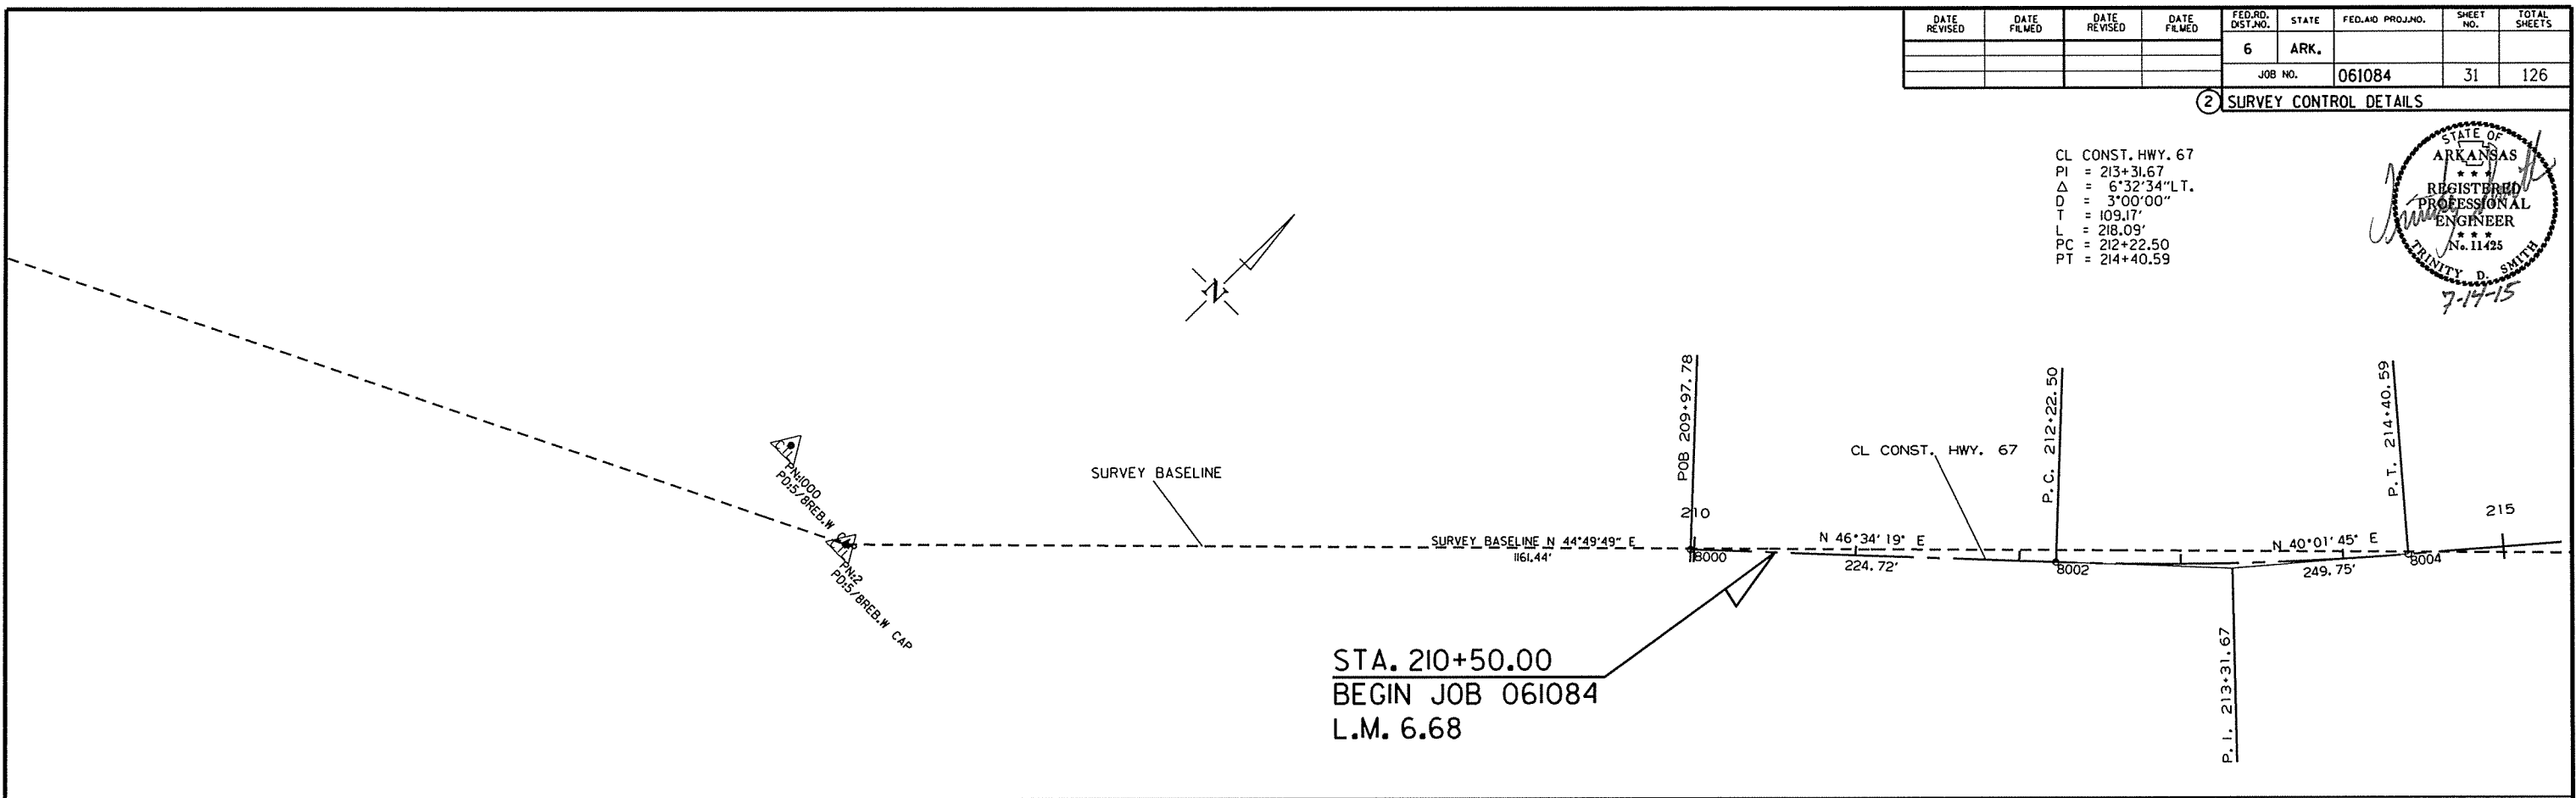 DATE REVISED
DATE FILMED
DATE REVISED
DATE FILMED
FED.RD. DIST.NO.
STATE
FED.AID PROJ.NO.
SHEET NO.
TOTAL SHEETS
6
ARK.
JOB NO.
061084
31
126
2
SURVEY CONTROL DETAILS
CL CONST. HWY. 67
PI = 213+31.67
Δ = 6°32'34"LT.
D = 3°00'00"
T = 109.17'
L = 218.09'
PC = 212+22.50
PT = 214+40.59
STATE OF
ARKANSAS
★ ★ ★
REGISTERED
PROFESSIONAL
ENGINEER
★ ★ ★
No. 11425
TRINITY D. SMITH
7-14-15
N
PN:1000
PD:5/8REB.W CAP
PN:2
PD:5/8REB.W CAP
SURVEY BASELINE
SURVEY BASELINE N 44°49'49" E
1161.44'
POB 209+97.78
210
8000
CL CONST. HWY. 67
N 46°34'19" E
224.72'
P.C. 212+22.50
8002
P.I. 213+31.67
N 40°01'45" E
249.75'
P.T. 214+40.59
8004
215
STA. 210+50.00
BEGIN JOB 061084
L.M. 6.68